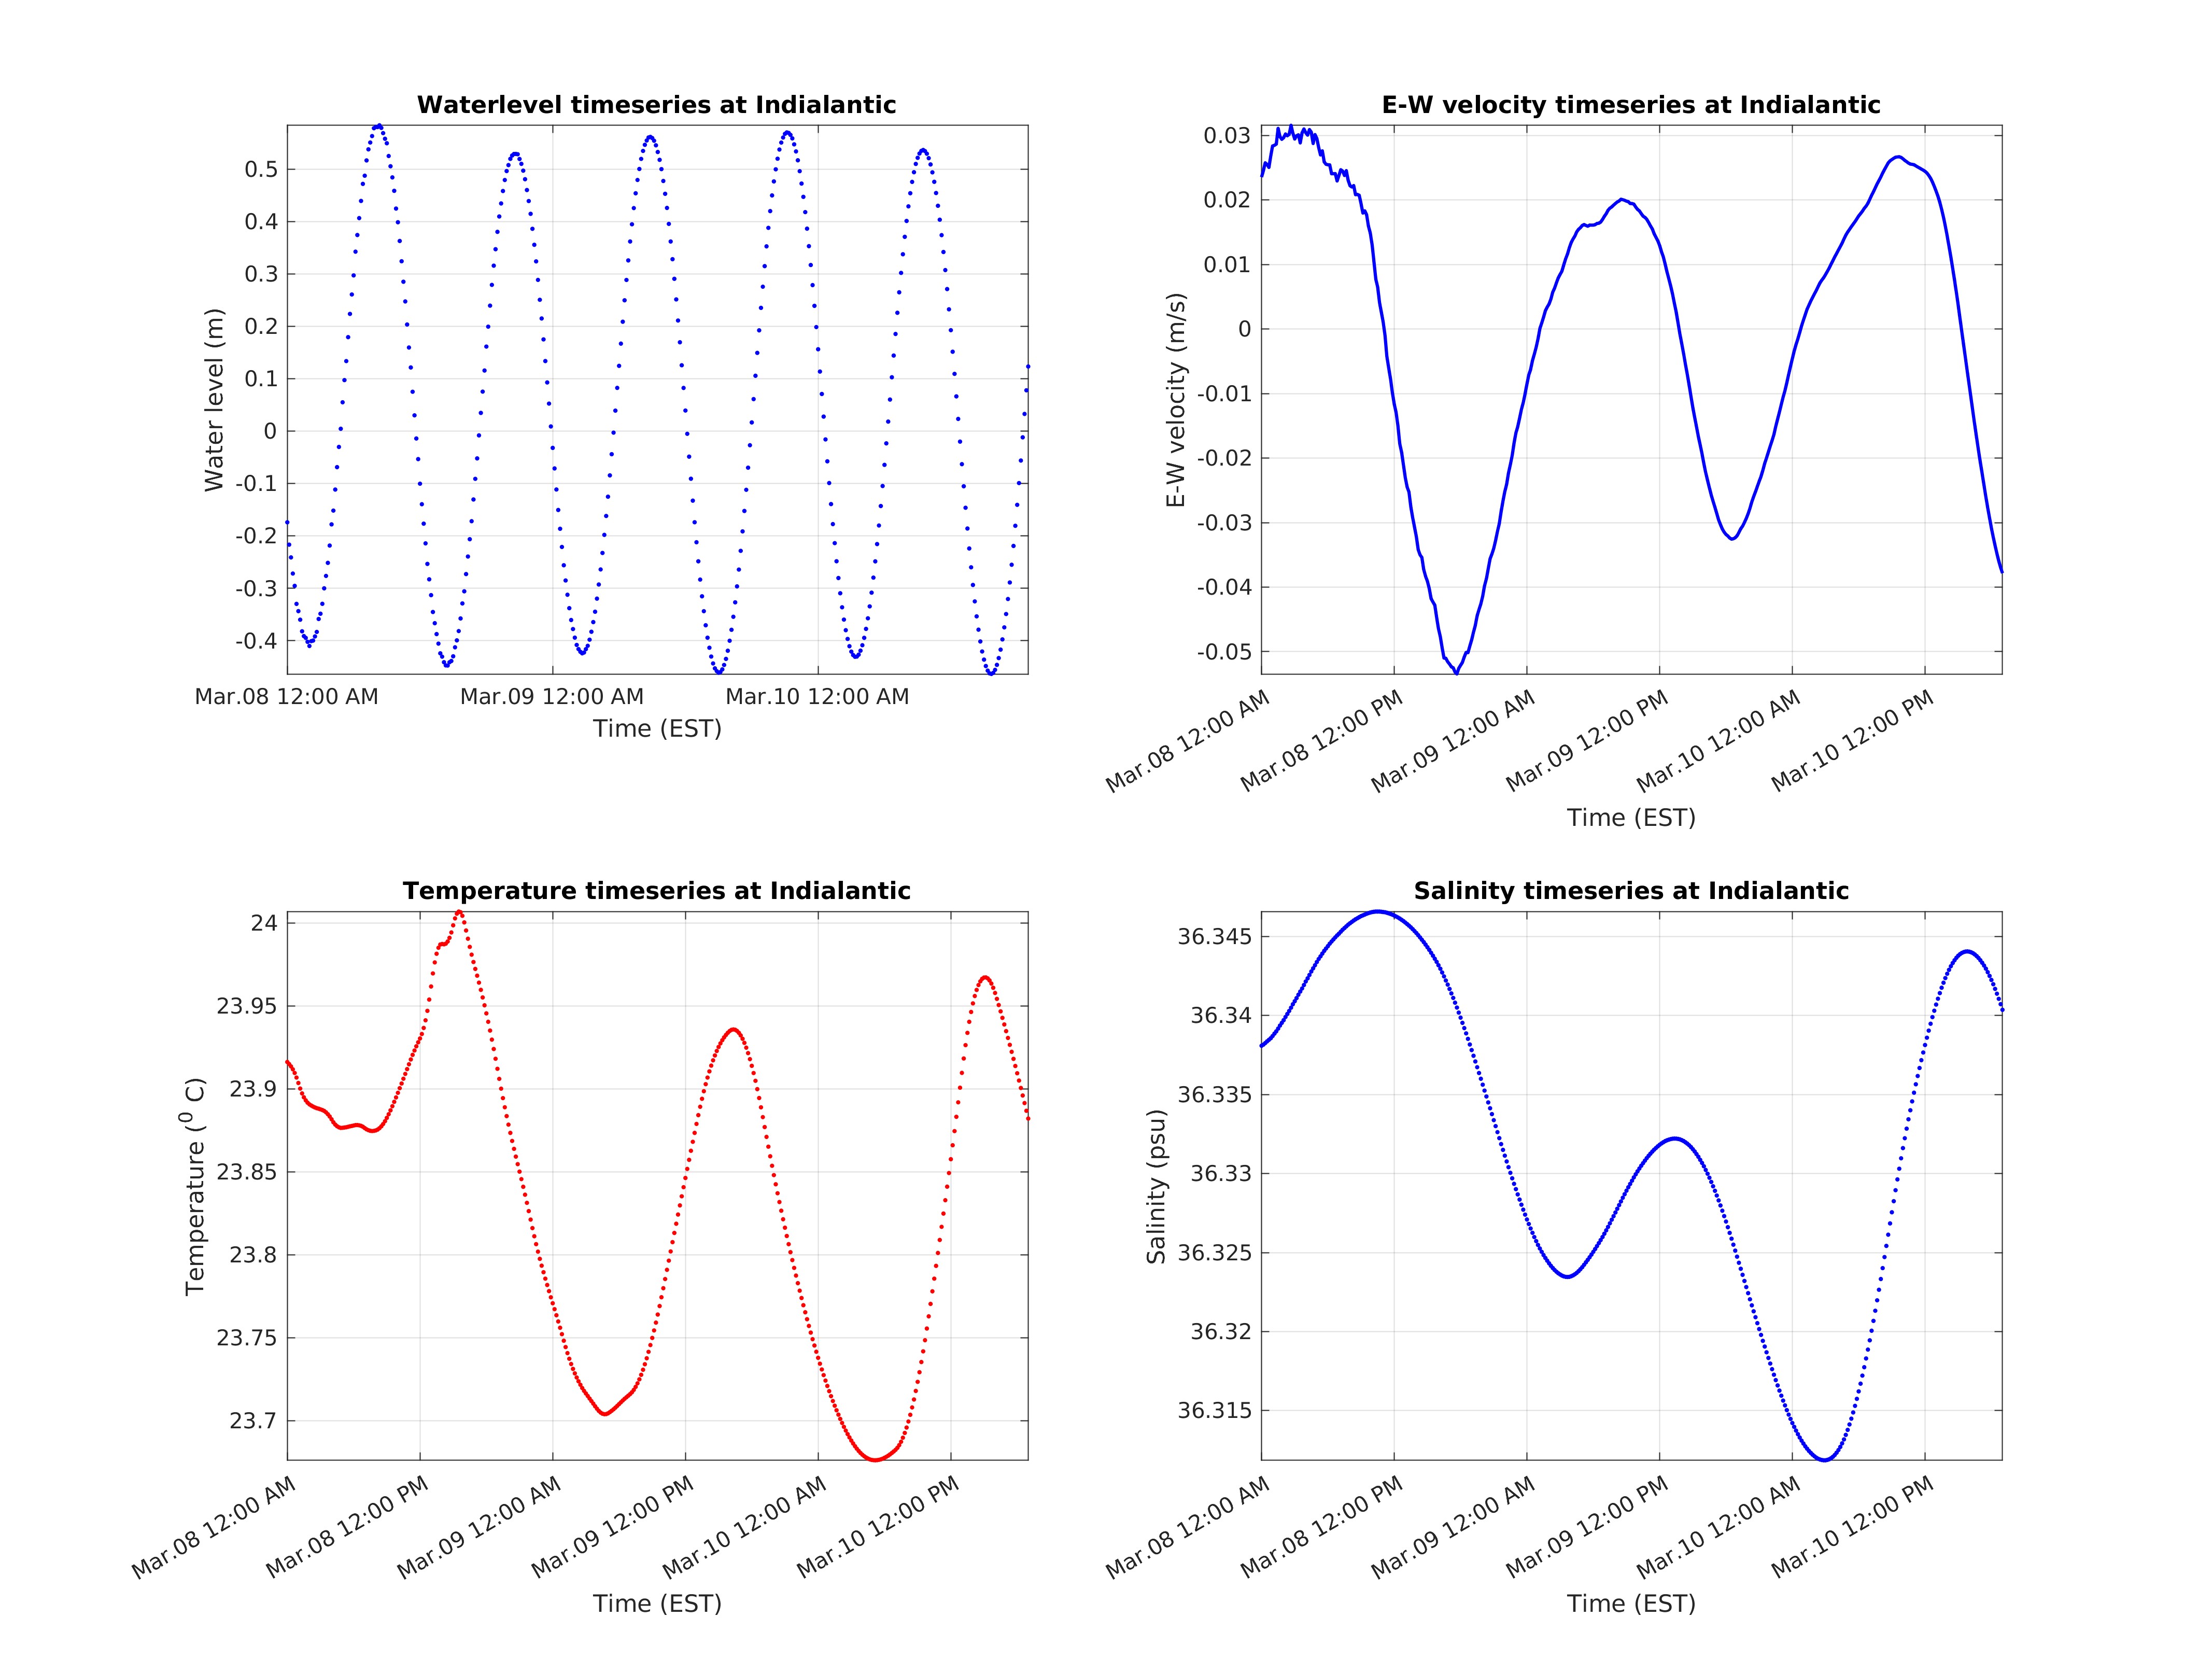 Waterlevel timeseries at Indialantic
0.5
0.4
0.3
0.2
0.1
0
-0.1
-0.2
-0.3
-0.4
Water level (m)
Mar.08 12:00 AM
Mar.09 12:00 AM
Mar.10 12:00 AM
Time (EST)
E-W velocity timeseries at Indialantic
0.03
0.02
0.01
0
-0.01
-0.02
-0.03
-0.04
-0.05
E-W velocity (m/s)
Mar.08 12:00 AM
Mar.08 12:00 PM
Mar.09 12:00 AM
Mar.09 12:00 PM
Mar.10 12:00 AM
Mar.10 12:00 PM
Time (EST)
Temperature timeseries at Indialantic
24
23.95
23.9
23.85
23.8
23.75
23.7
Temperature (⁰ C)
Mar.08 12:00 AM
Mar.08 12:00 PM
Mar.09 12:00 AM
Mar.09 12:00 PM
Mar.10 12:00 AM
Mar.10 12:00 PM
Time (EST)
Salinity timeseries at Indialantic
36.345
36.34
36.335
36.33
36.325
36.32
36.315
Salinity (psu)
Mar.08 12:00 AM
Mar.08 12:00 PM
Mar.09 12:00 AM
Mar.09 12:00 PM
Mar.10 12:00 AM
Mar.10 12:00 PM
Time (EST)